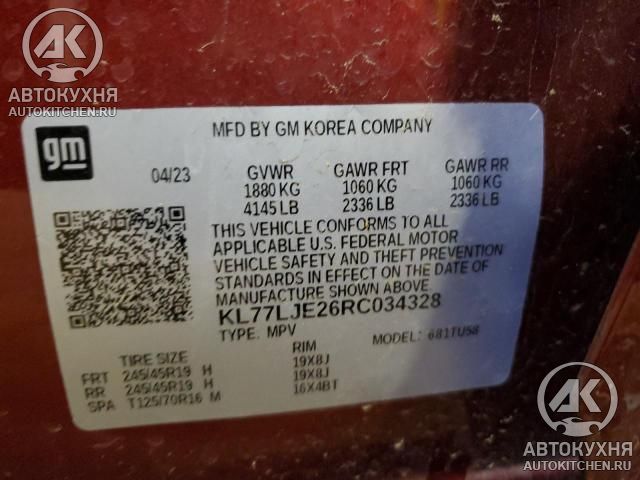 AK
АВТОКУХНЯ
AUTOKITCHEN.RU
gm
MFD BY GM KOREA COMPANY
04/23 GVWR GAWR FRT GAWR RR
1880 KG 1060 KG 1060 KG
4145 LB 2336 LB 2336 LB
THIS VEHICLE CONFORMS TO ALL
APPLICABLE U.S. FEDERAL MOTOR
VEHICLE SAFETY AND THEFT PREVENTION
STANDARDS IN EFFECT ON THE DATE OF
MANUFACTURE SHOWN ABOVE.
KL77LJE26RC034328
TYPE: MPV MODEL: 681TU58
TIRE SIZE RIM
FRT 245/45R19 H 19X8J
RR 245/45R19 H 19X8J
SPA T125/70R16 M 16X4BT
AK
АВТОКУХНЯ
AUTOKITCHEN.RU